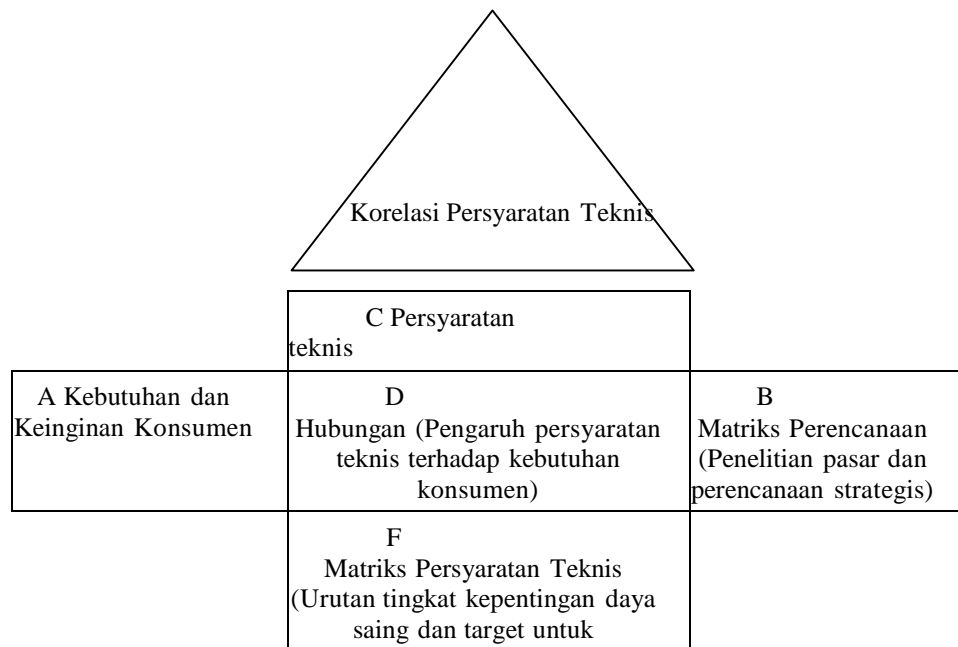 Korelasi Persyaratan Teknis
C Persyaratan
teknis
A Kebutuhan dan
Keinginan Konsumen
D
Hubungan (Pengaruh persyaratan
teknis terhadap kebutuhan
konsumen)
B
Matriks Perencanaan
(Penelitian pasar dan
perencanaan strategis)
F
Matriks Persyaratan Teknis
(Urutan tingkat kepentingan daya
saing dan target untuk